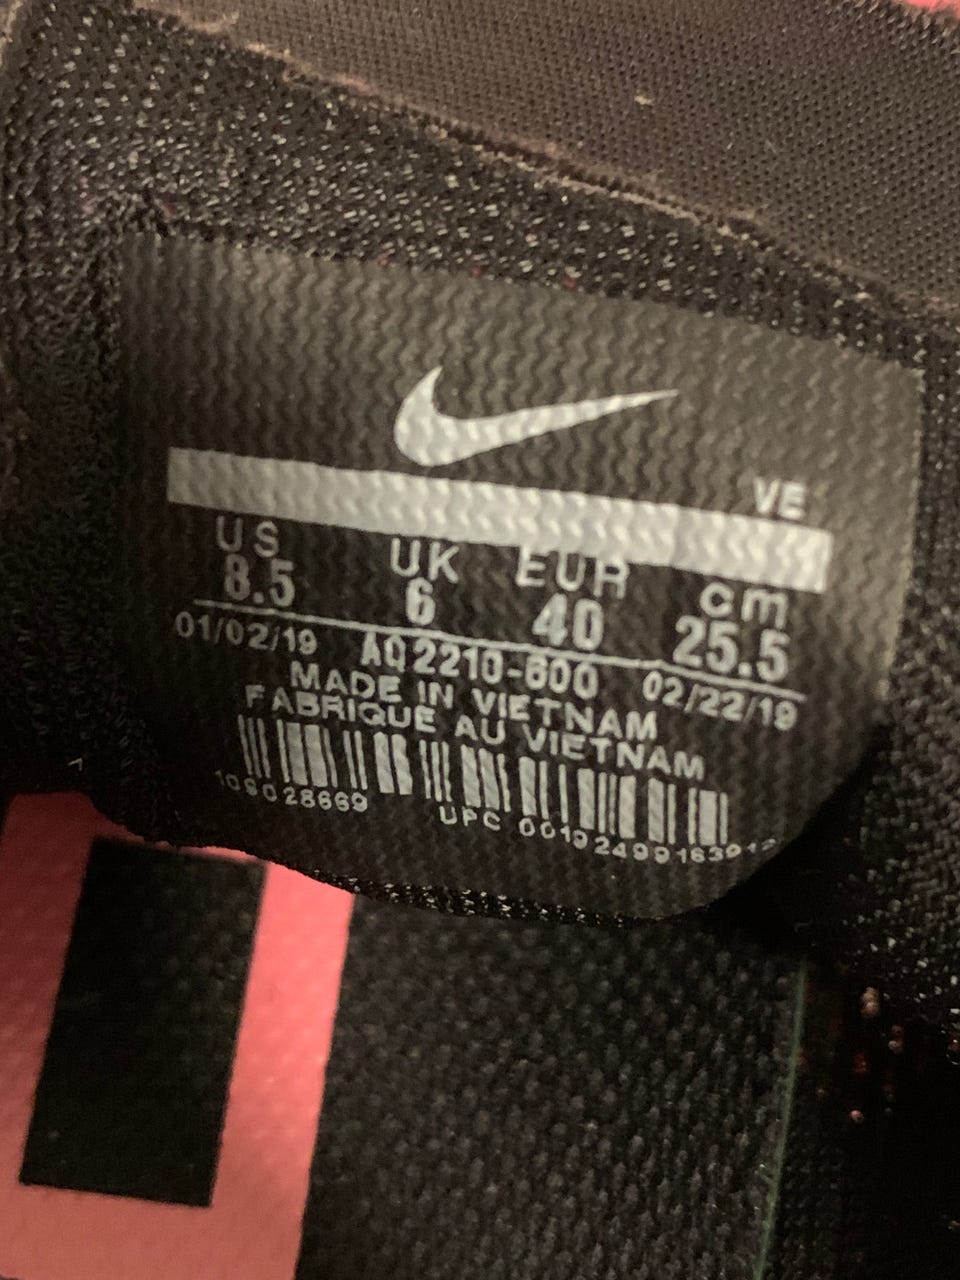 VE
US UK EUR cm
8.5 6 40 25.5
01/02/19 AQ2210-600 02/22/19
MADE IN VIETNAM
FABRIQUE AU VIETNAM
UPC